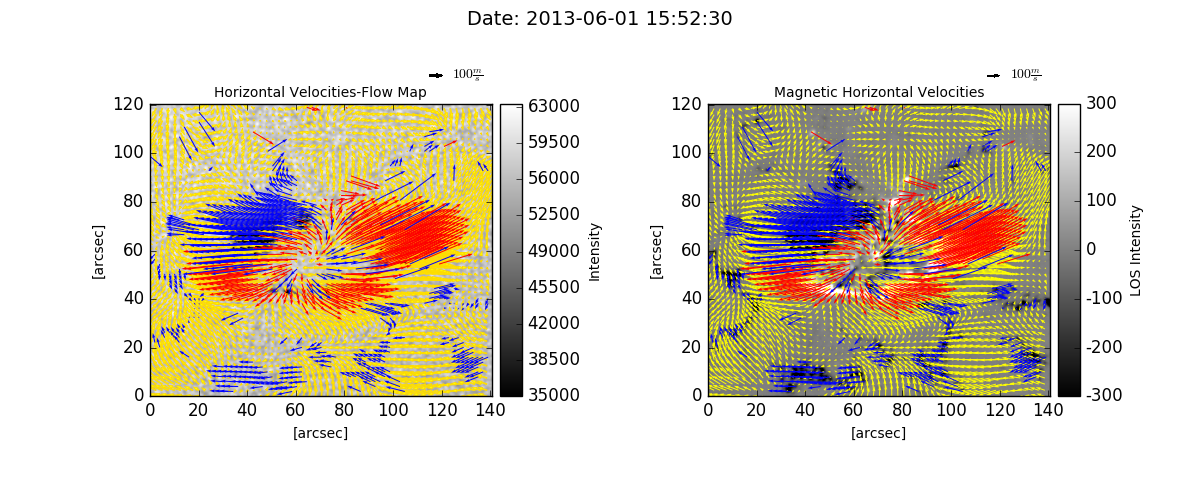 Date: 2013-06-01 15:52:30
100 m/s
100 m/s
Horizontal Velocities-Flow Map
Magnetic Horizontal Velocities
120
100
80
60
40
20
0
[arcsec]
0 20 40 60 80 100 120 140
[arcsec]
63000
59500
56000
52500
49000
45500
42000
38500
35000
Intensity
120
100
80
60
40
20
0
[arcsec]
0 20 40 60 80 100 120 140
[arcsec]
300
200
100
0
-100
-200
-300
LOS Intensity